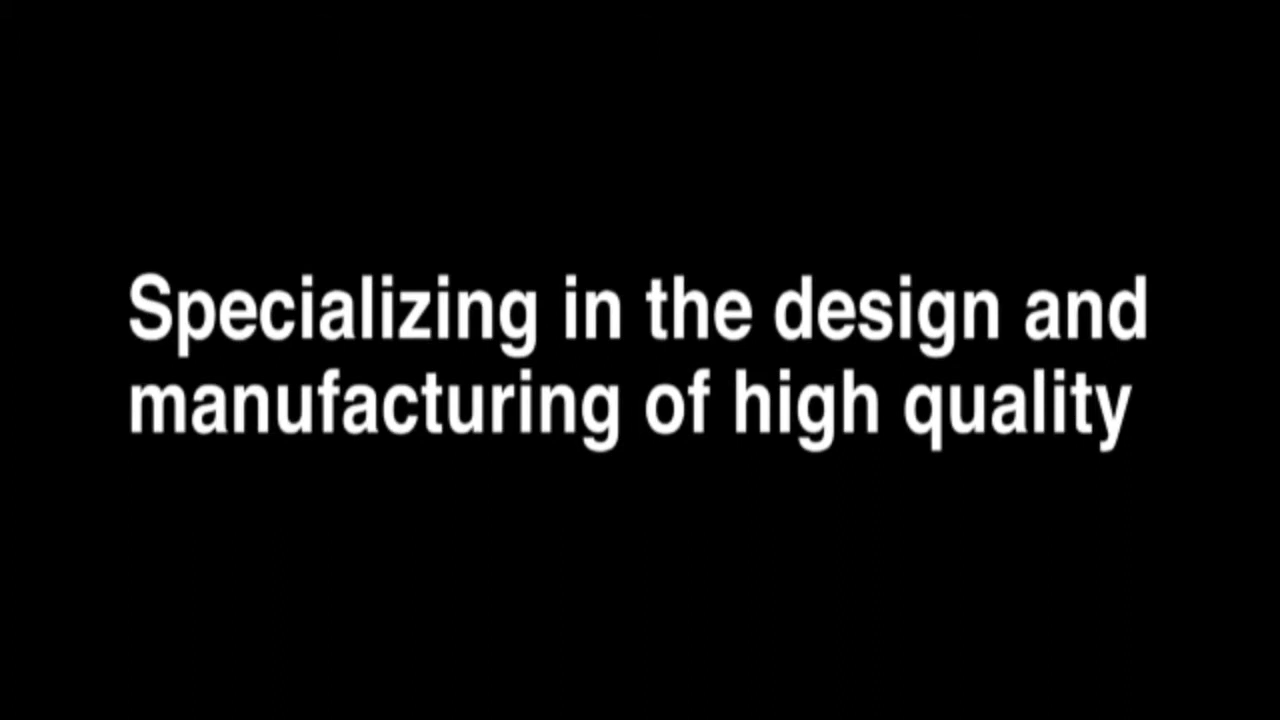 Specializing in the design and
manufacturing of high quality